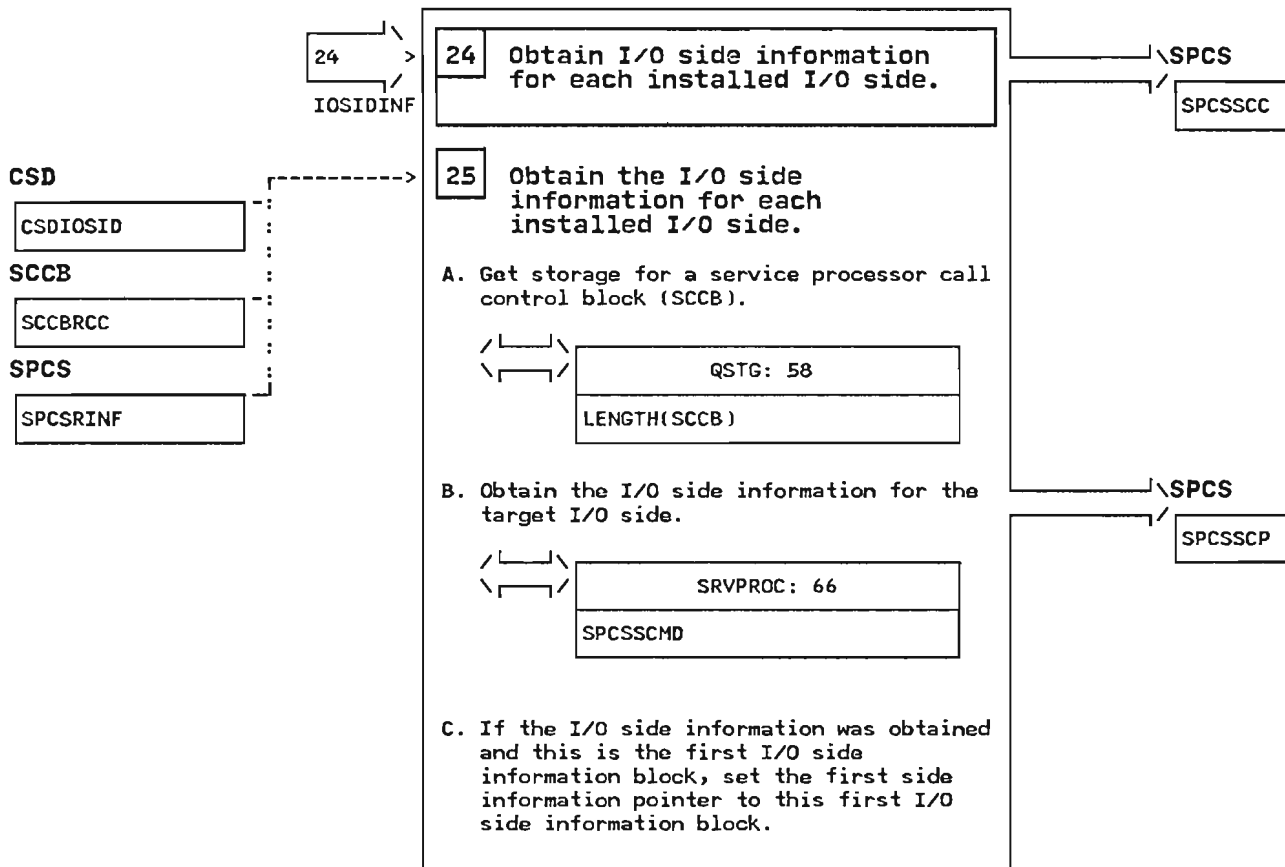 24
IOSIDINF
24 Obtain I/O side information
for each installed I/O side.
SPCS
SPCSSCC
CSD
CSDIOSID
SCCB
SCCBRCC
SPCS
SPCSRINF
25 Obtain the I/O side
information for each
installed I/O side.
A. Get storage for a service processor call
control block (SCCB).
QSTG: 58
LENGTH(SCCB)
B. Obtain the I/O side information for the
target I/O side.
SPCS
SPCSSCP
SRVPROC: 66
SPCSSCMD
C. If the I/O side information was obtained
and this is the first I/O side
information block, set the first side
information pointer to this first I/O
side information block.